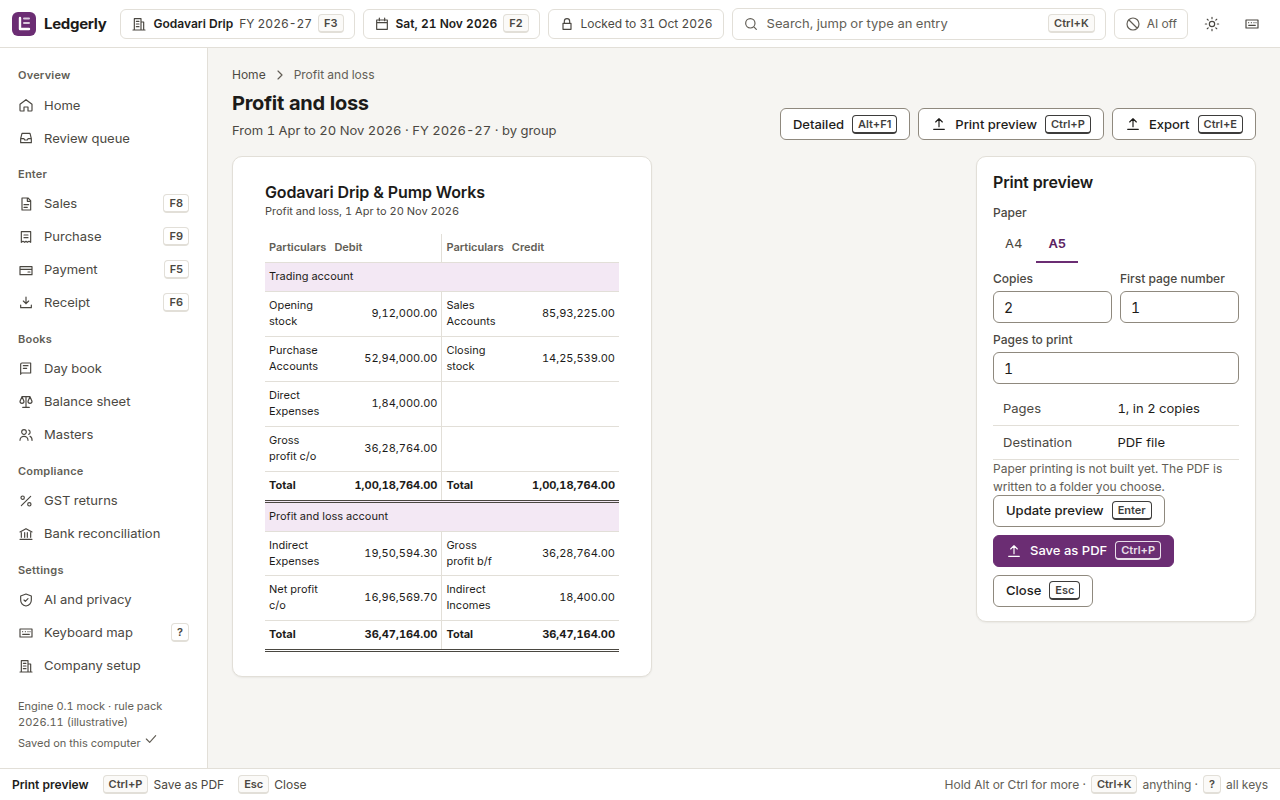 Ledgerly
Godavari Drip FY 2026-27 F3
Sat, 21 Nov 2026 F2
Locked to 31 Oct 2026
Search, jump or type an entry Ctrl+K
AI off
Overview
Home
Review queue
Enter
Sales F8
Purchase F9
Payment F5
Receipt F6
Books
Day book
Balance sheet
Masters
Compliance
GST returns
Bank reconciliation
Settings
AI and privacy
Keyboard map ?
Company setup
Engine 0.1 mock · rule pack
2026.11 (illustrative)
Saved on this computer
Home > Profit and loss
Profit and loss
From 1 Apr to 20 Nov 2026 · FY 2026-27 · by group
Detailed Alt+F1
Print preview Ctrl+P
Export Ctrl+E
Godavari Drip & Pump Works
Profit and loss, 1 Apr to 20 Nov 2026
Particulars Debit Particulars Credit
Trading account
Opening stock 9,12,000.00 Sales Accounts 85,93,225.00
Purchase Accounts 52,94,000.00 Closing stock 14,25,539.00
Direct Expenses 1,84,000.00
Gross profit c/o 36,28,764.00
Total 1,00,18,764.00 Total 1,00,18,764.00
Profit and loss account
Indirect Expenses 19,50,594.30 Gross profit b/f 36,28,764.00
Net profit c/o 16,96,569.70 Indirect Incomes 18,400.00
Total 36,47,164.00 Total 36,47,164.00
Print preview
Paper
A4 A5
Copies First page number
2 1
Pages to print
1
Pages 1, in 2 copies
Destination PDF file
Paper printing is not built yet. The PDF is
written to a folder you choose.
Update preview Enter
Save as PDF Ctrl+P
Close Esc
Print preview Ctrl+P Save as PDF Esc Close
Hold Alt or Ctrl for more · Ctrl+K anything · ? all keys